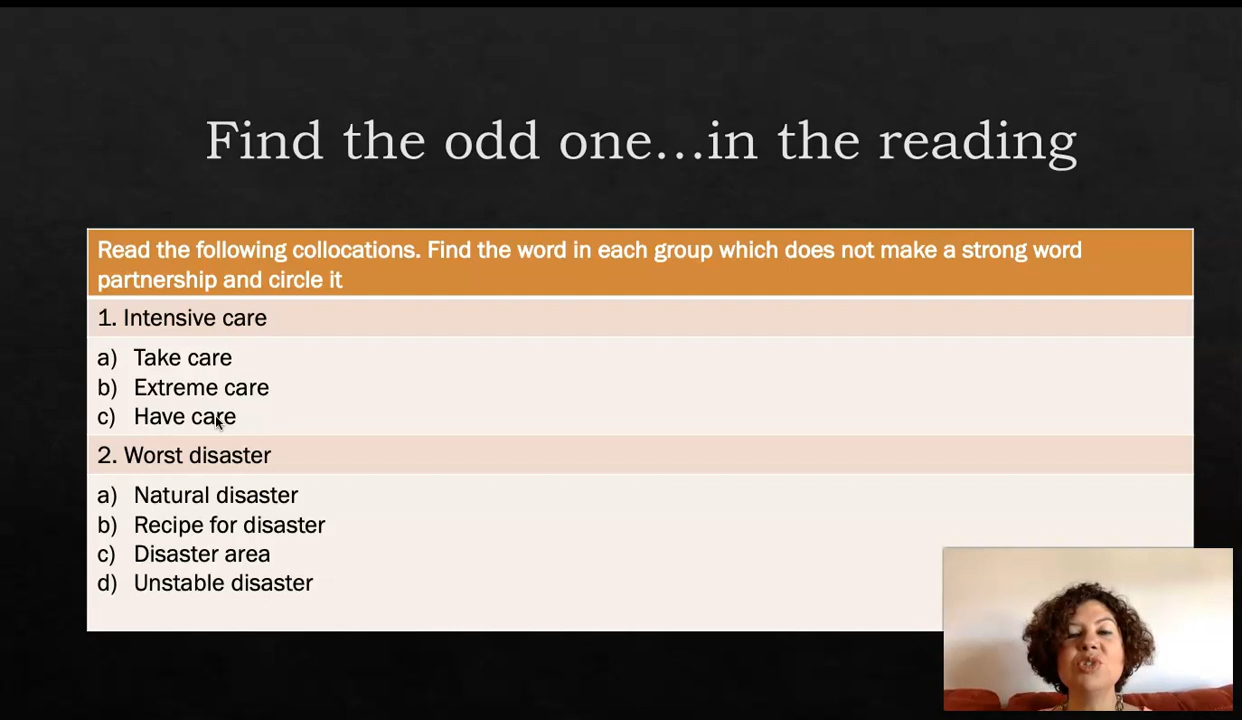 Find the odd one...in the reading
Read the following collocations. Find the word in each group which does not make a strong word
partnership and circle it
1. Intensive care
a) Take care
b) Extreme care
c) Have care
2. Worst disaster
a) Natural disaster
b) Recipe for disaster
c) Disaster area
d) Unstable disaster